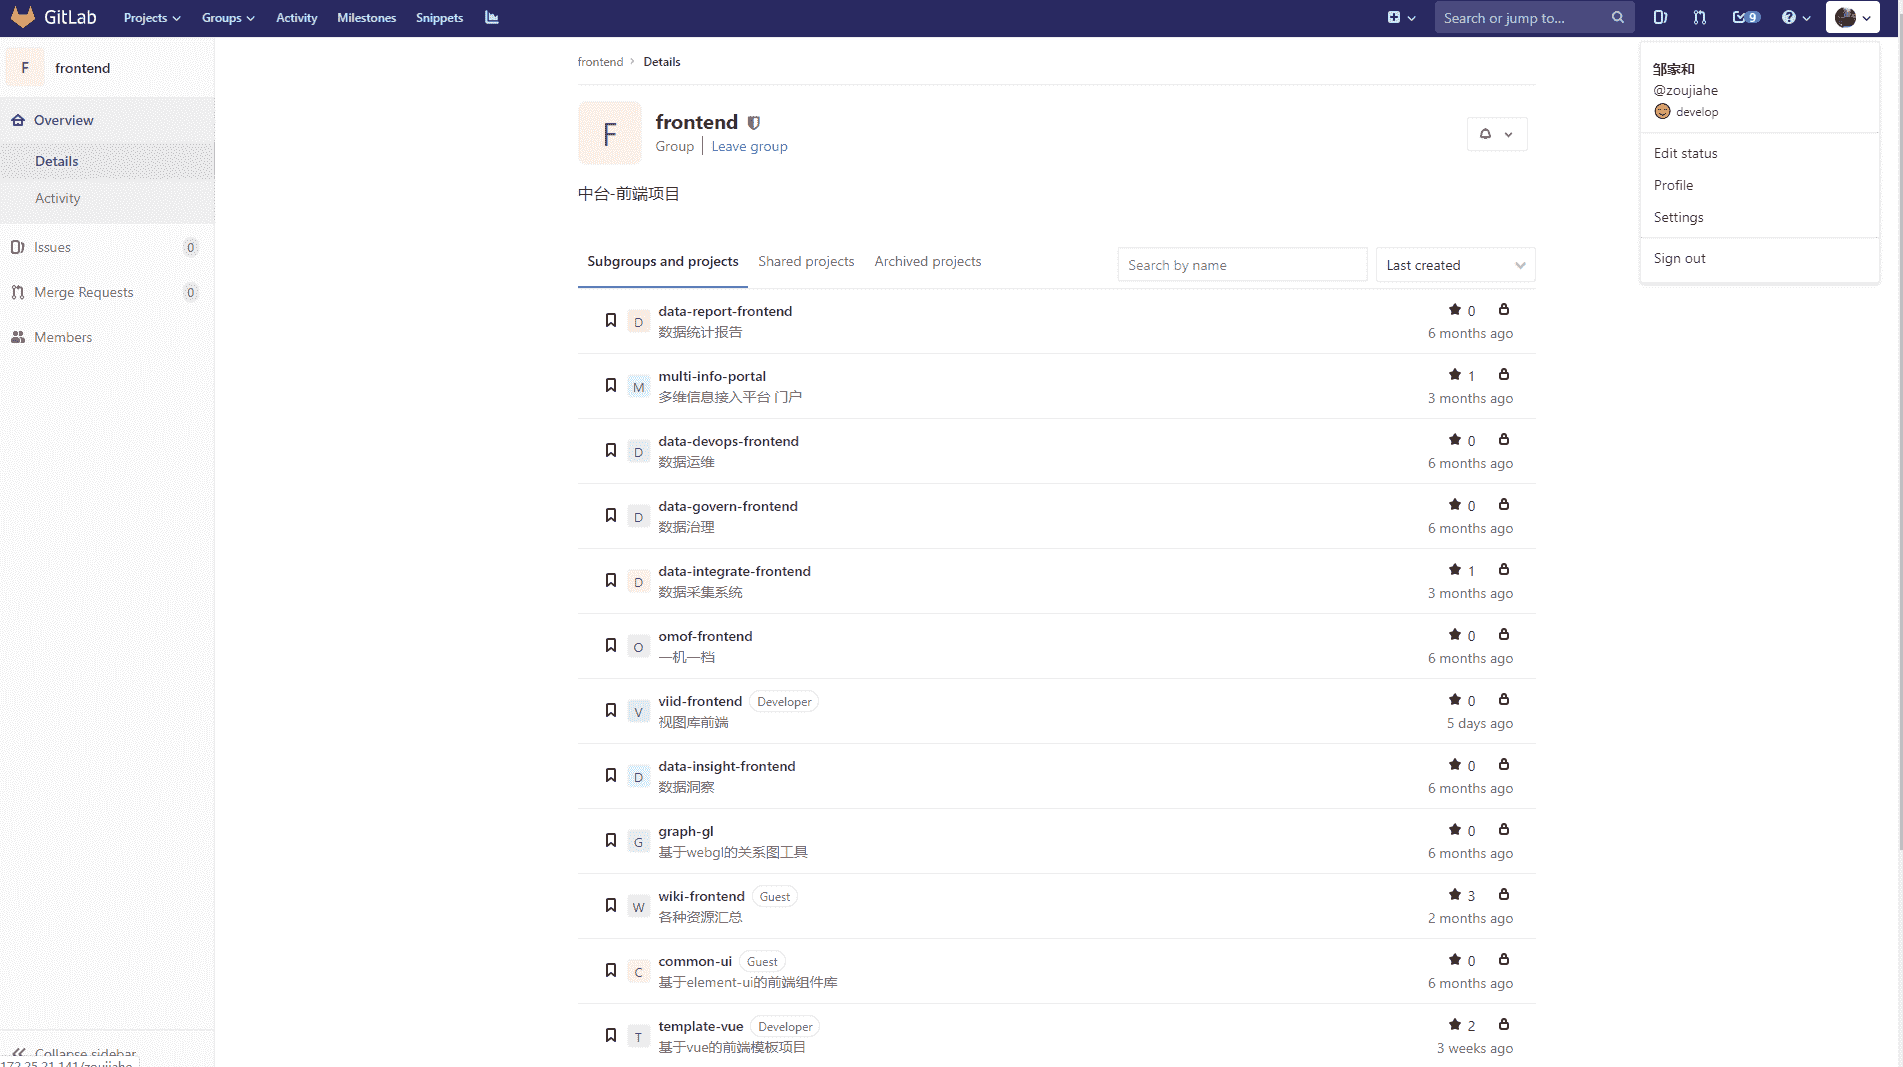 GitLab Projects Groups Activity Milestones Snippets Search or jump to... 9
F frontend
Overview
Details
Activity
Issues 0
Merge Requests 0
Members
Collapse sidebar
172.25.21.141/zoujiahe
frontend > Details
F
frontend
Group | Leave group
中台-前端项目
Subgroups and projects Shared projects Archived projects Search by name Last created
D data-report-frontend 0
数据统计报告 6 months ago
M multi-info-portal 1
多维信息接入平台 门户 3 months ago
D data-devops-frontend 0
数据运维 6 months ago
D data-govern-frontend 0
数据治理 6 months ago
D data-integrate-frontend 1
数据采集系统 3 months ago
O omof-frontend 0
一机一档 6 months ago
V viid-frontend Developer 0
视图库前端 5 days ago
D data-insight-frontend 0
数据洞察 6 months ago
G graph-gl 0
基于webgl的关系图工具 6 months ago
W wiki-frontend Guest 3
各种资源汇总 2 months ago
C common-ui Guest 0
基于element-ui的前端组件库 6 months ago
T template-vue Developer 2
基于vue的前端模板项目 3 weeks ago
邹家和
@zoujiahe
develop
Edit status
Profile
Settings
Sign out